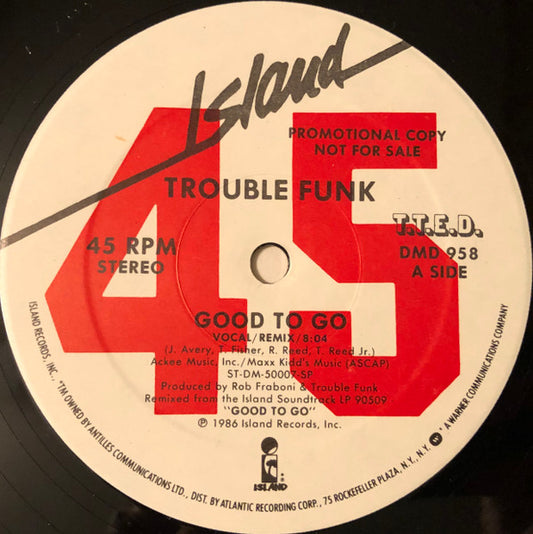 Island
45
PROMOTIONAL COPY
NOT FOR SALE
TROUBLE FUNK
45 RPM
STEREO
T.T.E.D.
DMD 958
A SIDE
GOOD TO GO
VOCAL/REMIX/8:04
(J. Avery, T. Fisher, R. Reed, T. Reed Jr.)
Ackee Music, Inc./Maxx Kidd's Music (ASCAP)
ST-DM-50007-SP
Produced by Rob Fraboni & Trouble Funk
Remixed from the Island Soundtrack LP 90509
"GOOD TO GO"
℗ 1986 Island Records, Inc.
ISLAND
ISLAND RECORDS, INC., *TM OWNED BY ANTILLES COMMUNICATIONS LTD., DIST. BY ATLANTIC RECORDING CORP., 75 ROCKEFELLER PLAZA, N.Y., N.Y. A WARNER COMMUNICATIONS COMPANY